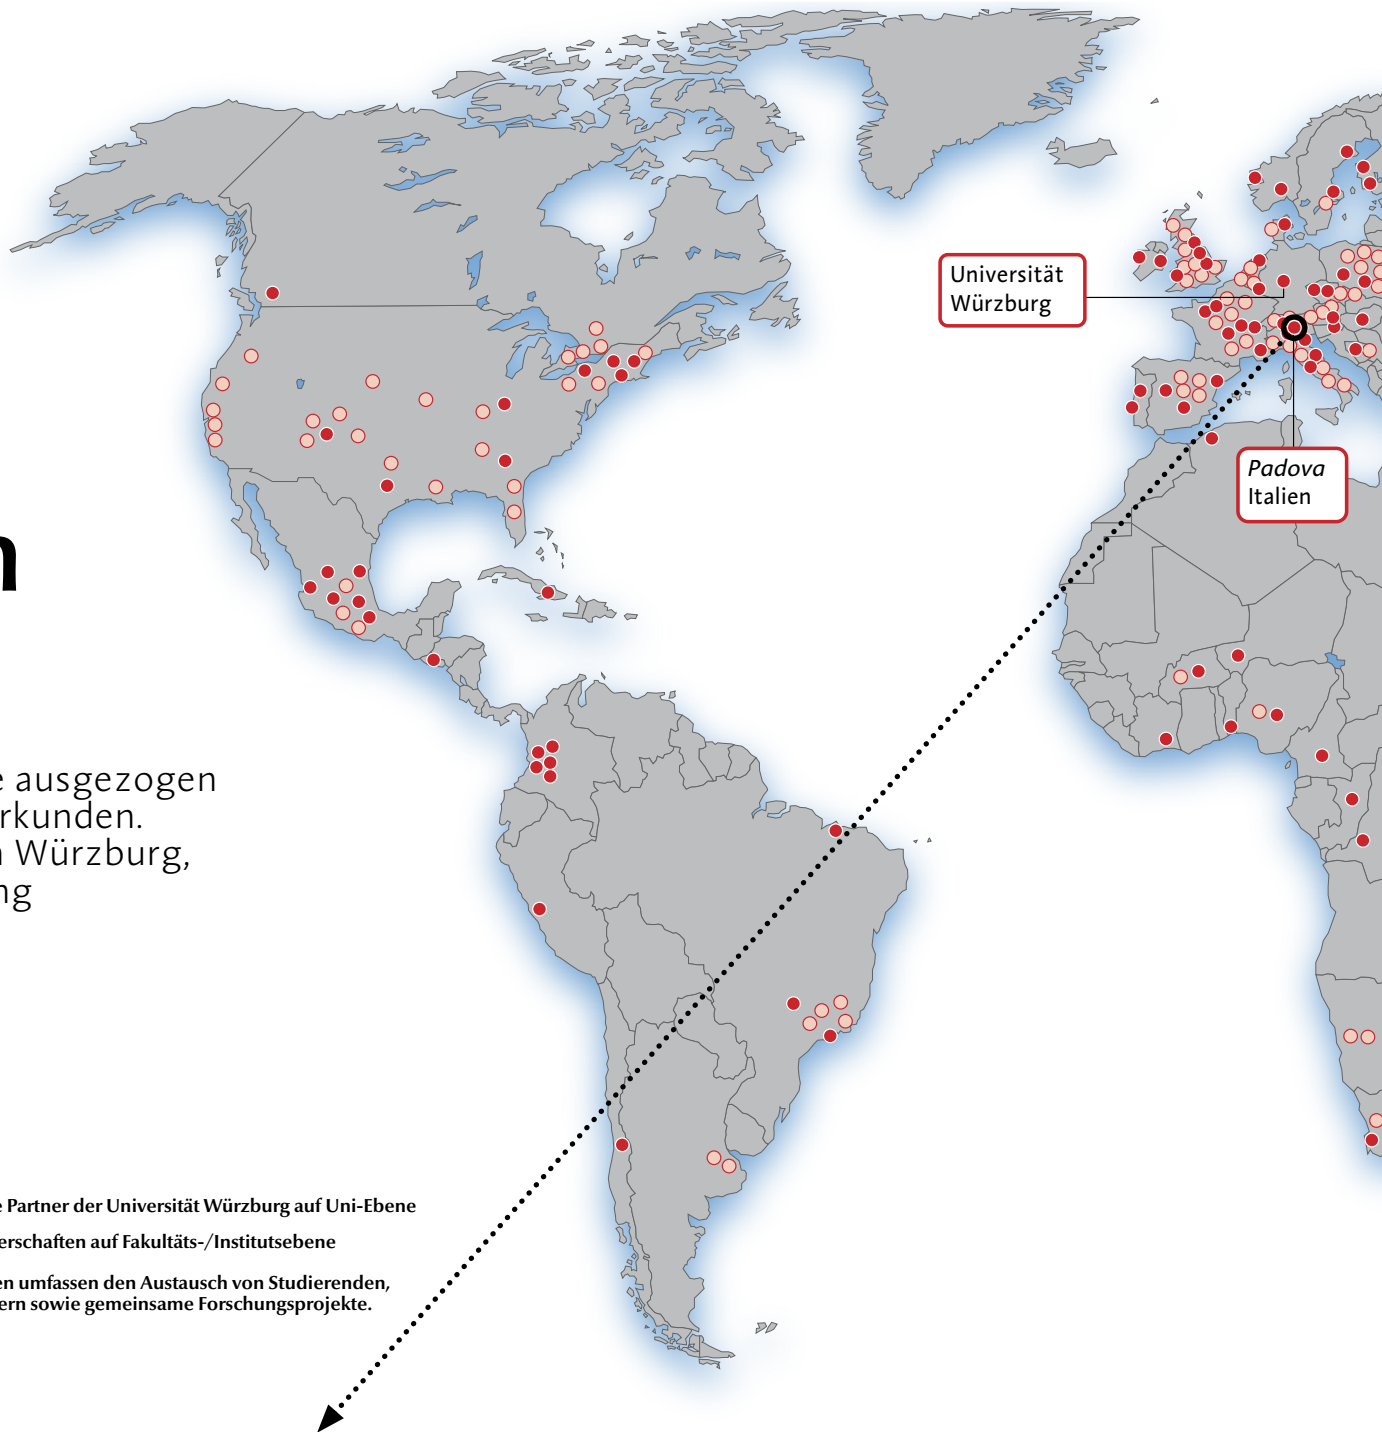 n
e ausgezogen
rkunden.
n Würzburg,
ng
Universität
Würzburg
Padova
Italien
e Partner der Universität Würzburg auf Uni-Ebene
erschaften auf Fakultäts-/Institutsebene
en umfassen den Austausch von Studierenden,
ern sowie gemeinsame Forschungsprojekte.